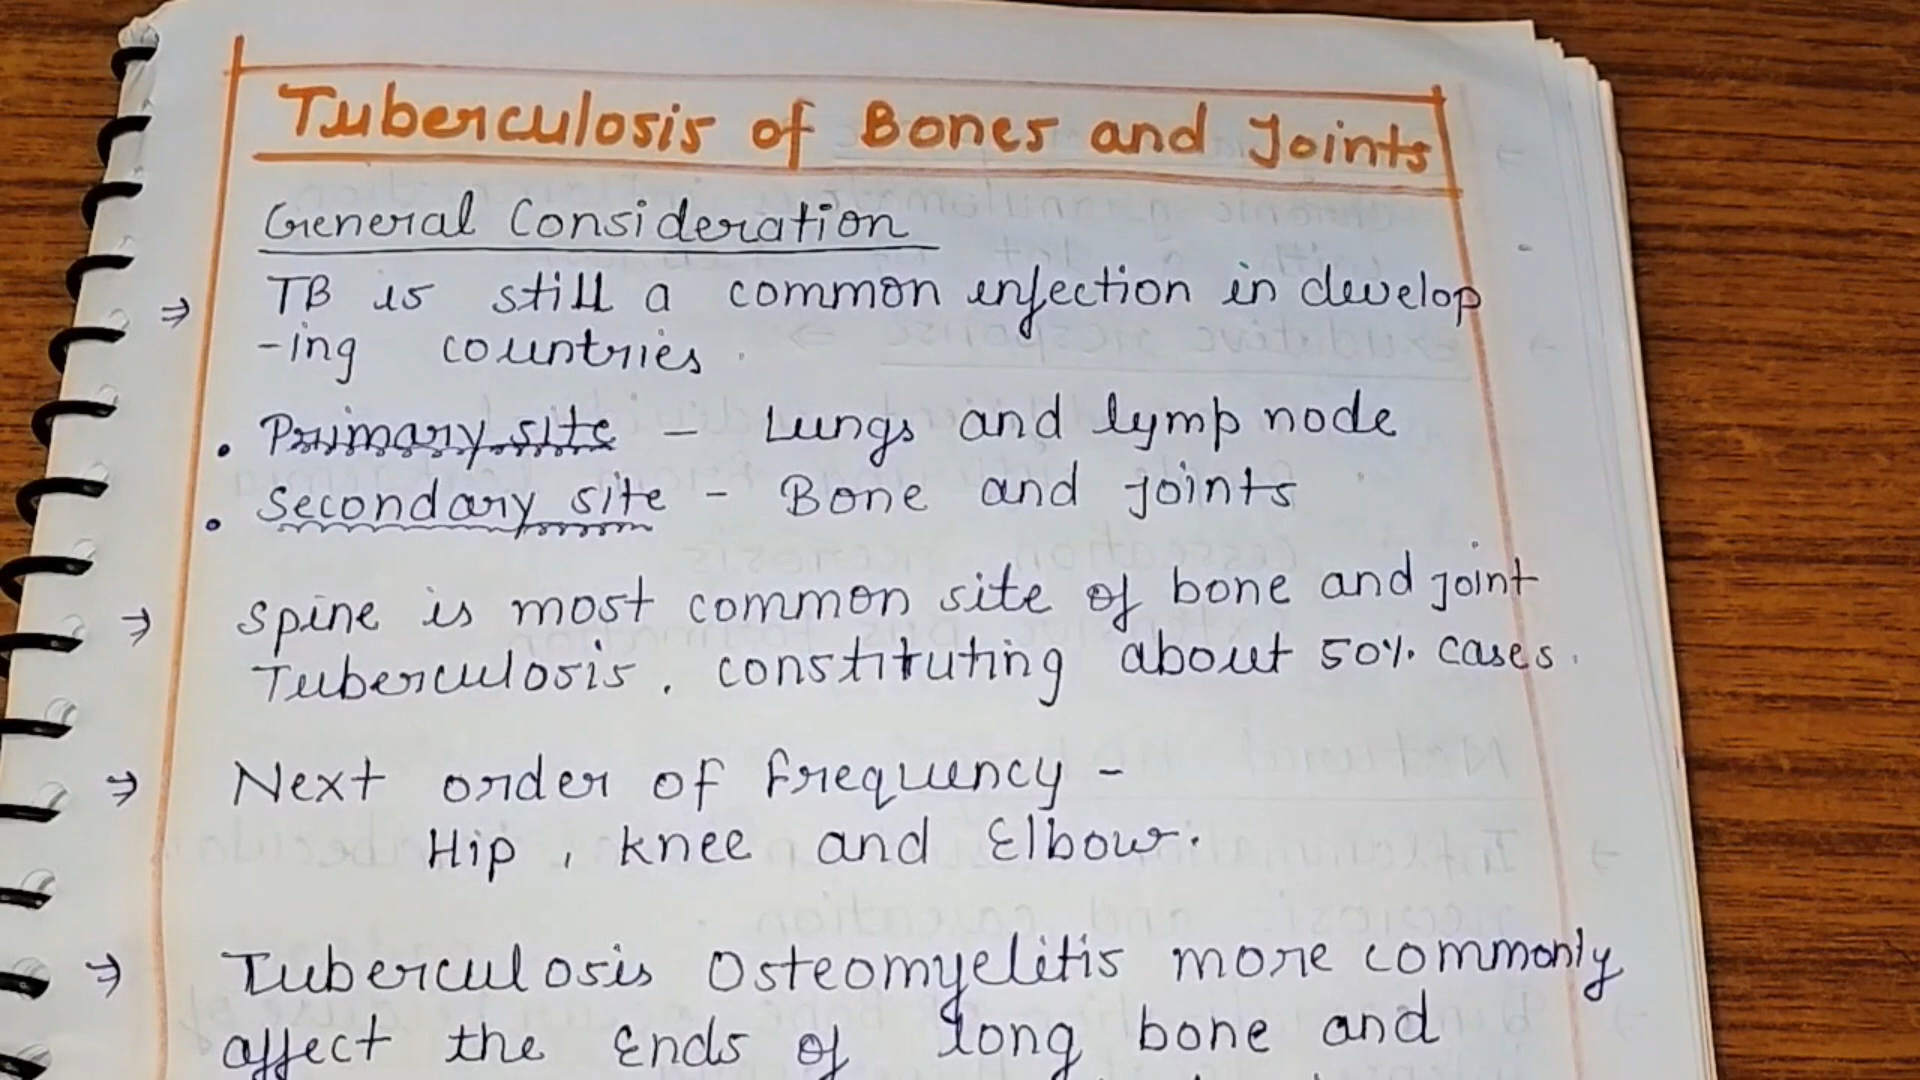 Tuberculosis of Bones and Joints
General Consideration
⇒ TB is still a common infection in develop
-ing countries.
• Primary site - Lungs and lymp node
• Secondary site - Bone and joints
⇒ Spine is most common site of bone and joint
Tuberculosis, constituting about 50% cases.
⇒ Next order of frequency -
Hip, knee and Elbow.
⇒ Tuberculosis Osteomyelitis more commonly
affect the ends of long bone and